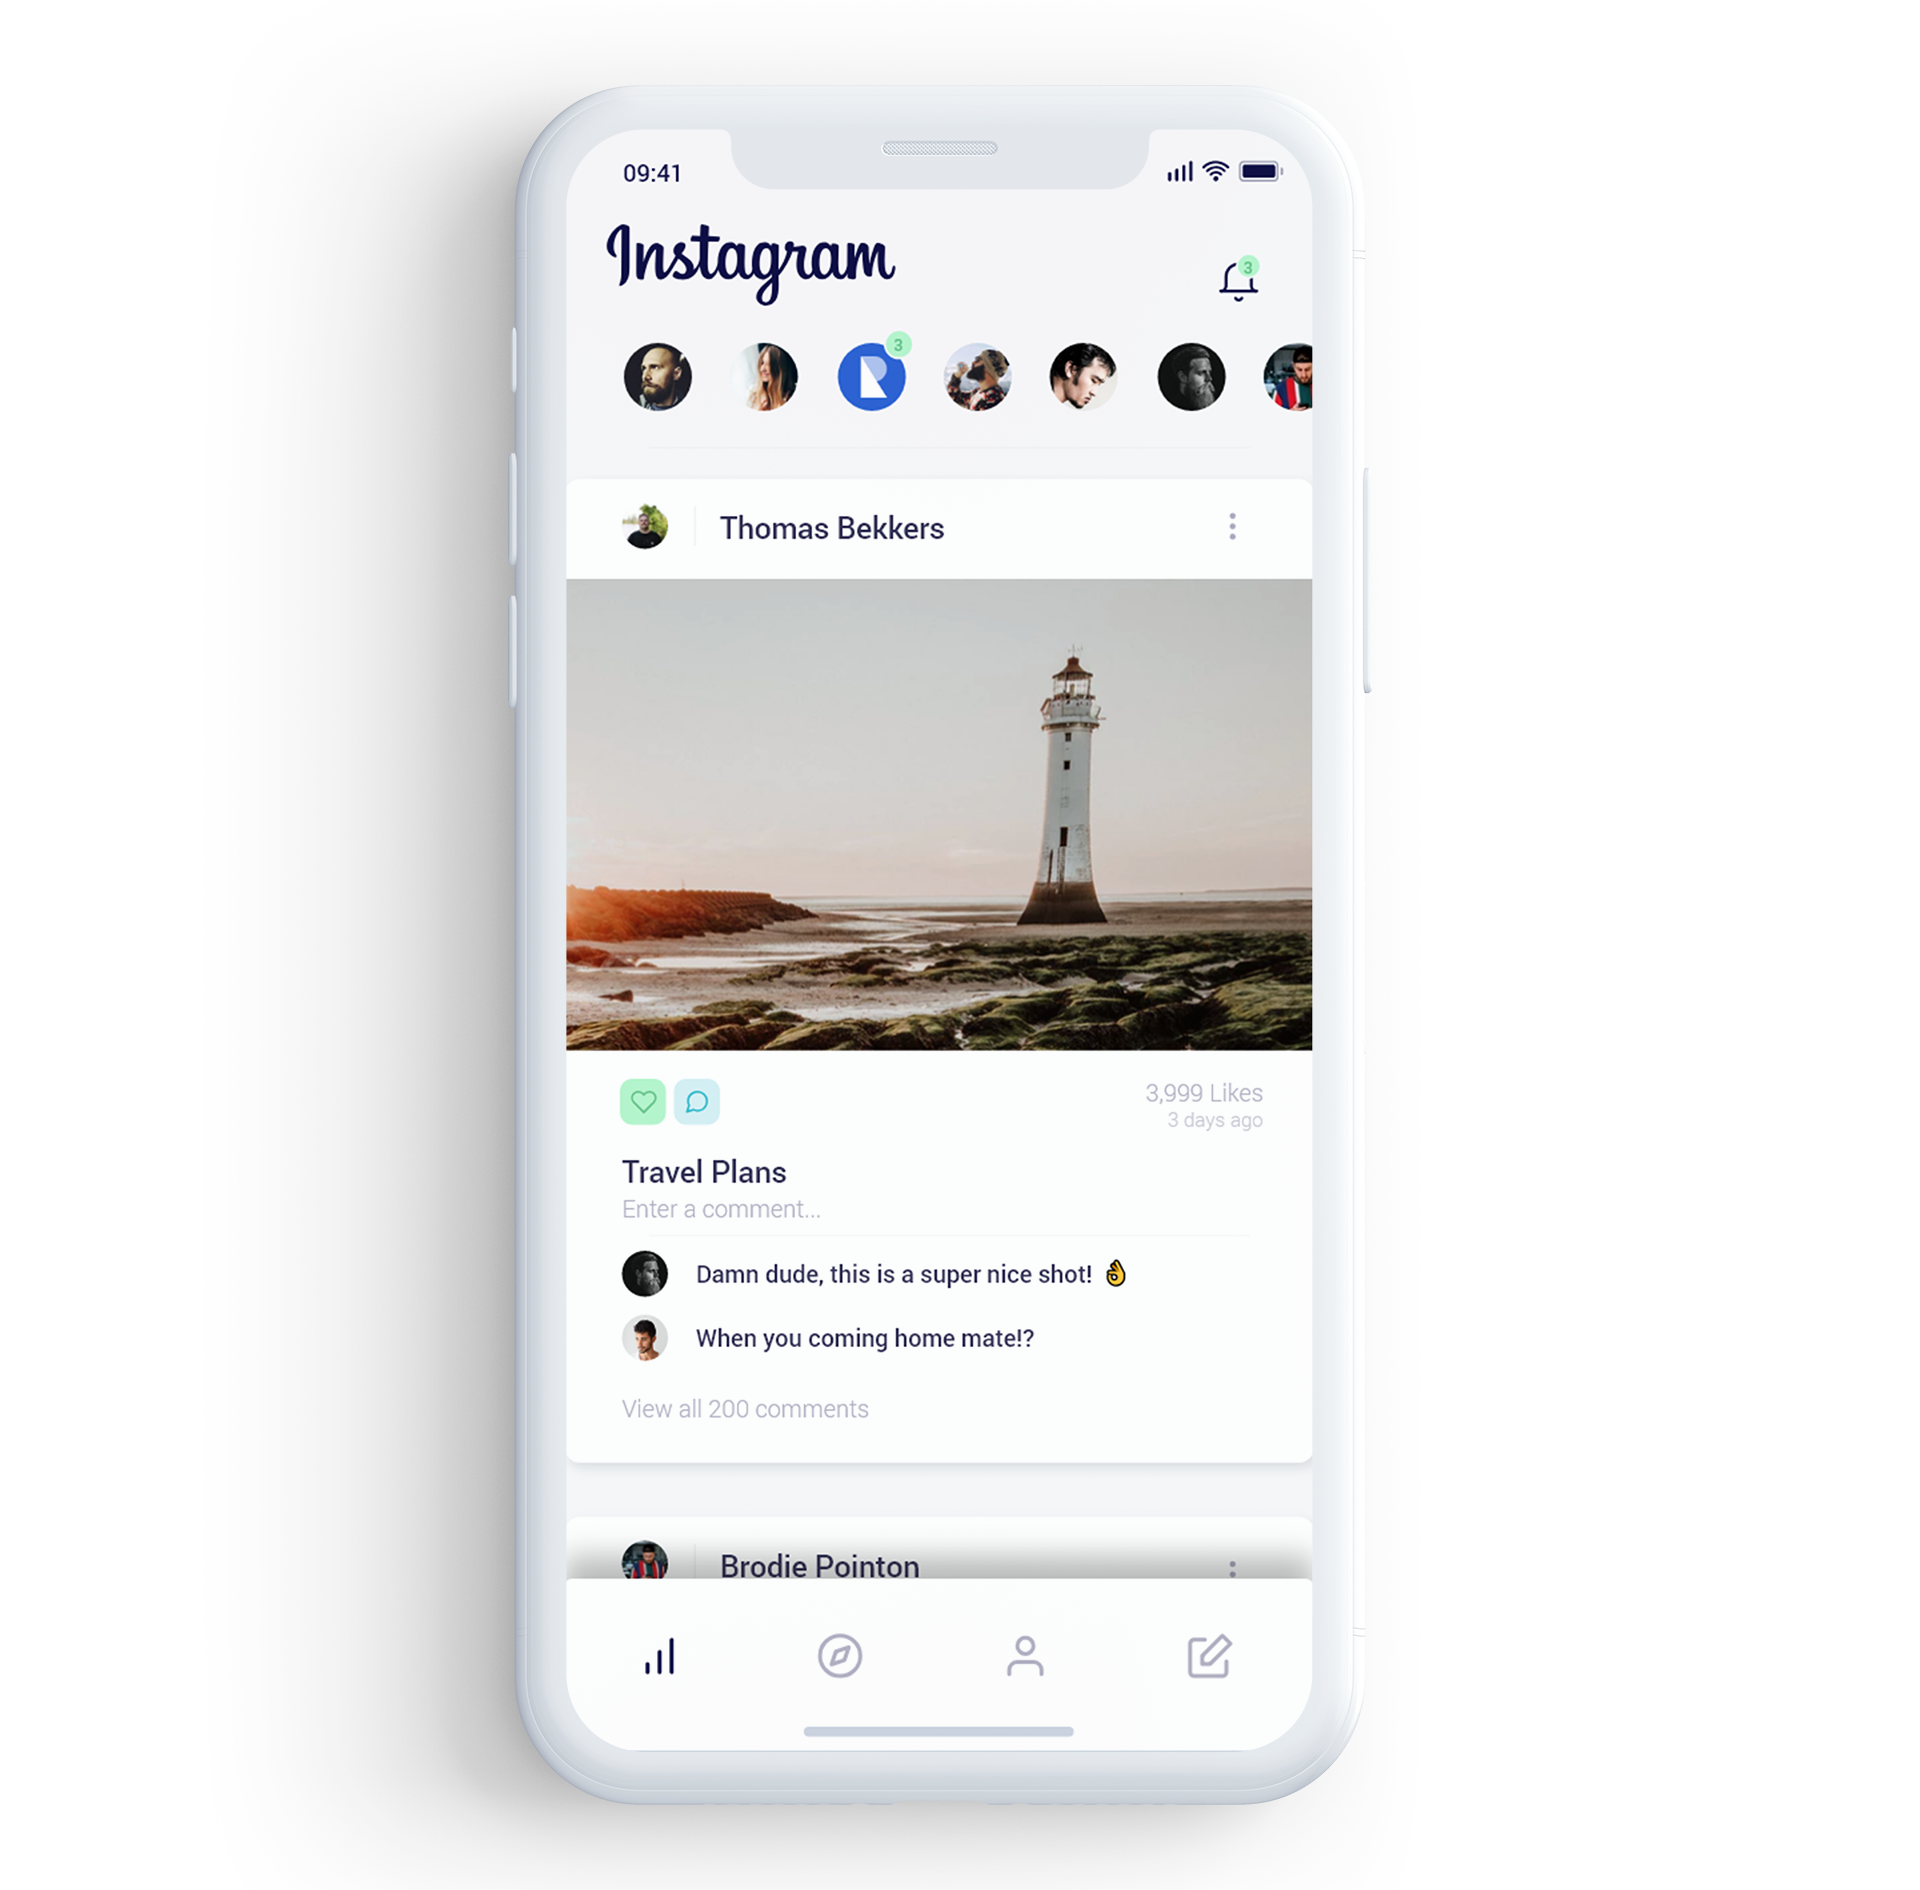 09:41
Instagram
3
3
Thomas Bekkers
3,999 Likes
3 days ago
Travel Plans
Enter a comment...
Damn dude, this is a super nice shot! 👌
When you coming home mate!?
View all 200 comments
Brodie Pointon